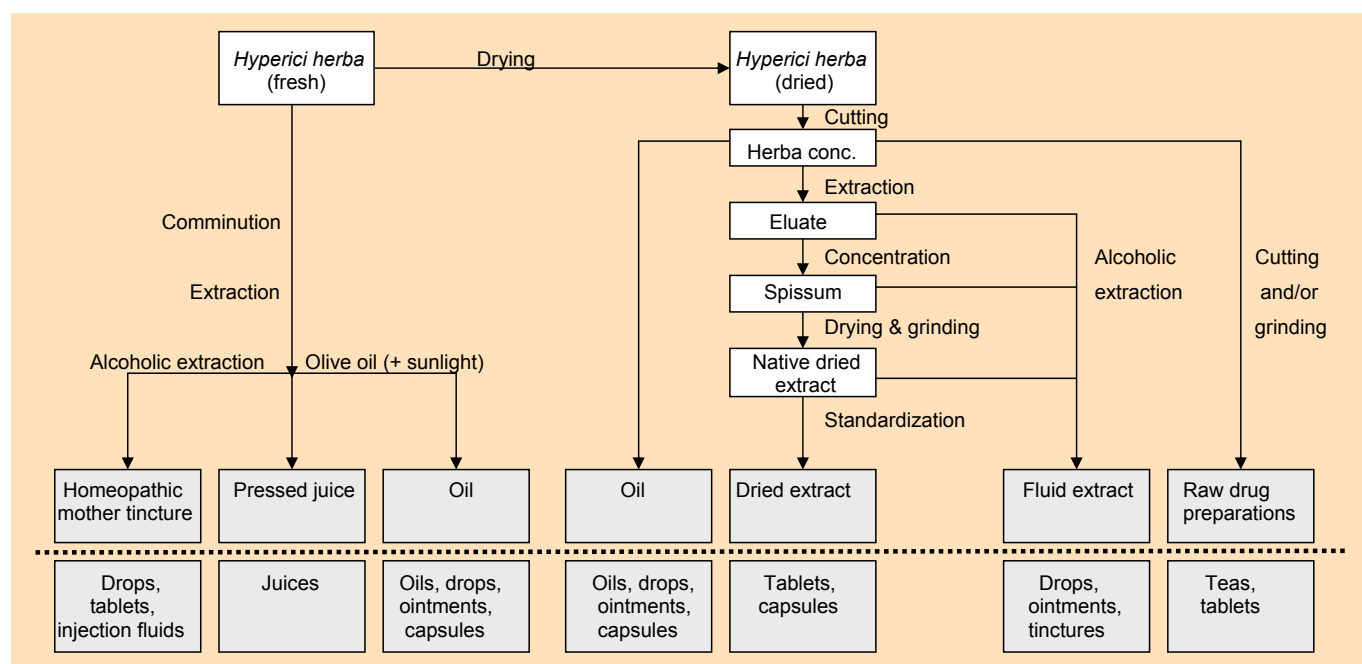 Hyperici herba
(fresh)
Drying
Hyperici herba
(dried)
Cutting
Herba conc.
Extraction
Eluate
Comminution
Concentration
Alcoholic
extraction
Cutting
and/or
grinding
Extraction
Spissum
Drying & grinding
Alcoholic extraction
Olive oil (+ sunlight)
Native dried
extract
Standardization
Homeopathic
mother tincture
Pressed juice
Oil
Oil
Dried extract
Fluid extract
Raw drug
preparations
Drops,
tablets,
injection fluids
Juices
Oils, drops,
ointments,
capsules
Oils, drops,
ointments,
capsules
Tablets,
capsules
Drops,
ointments,
tinctures
Teas,
tablets